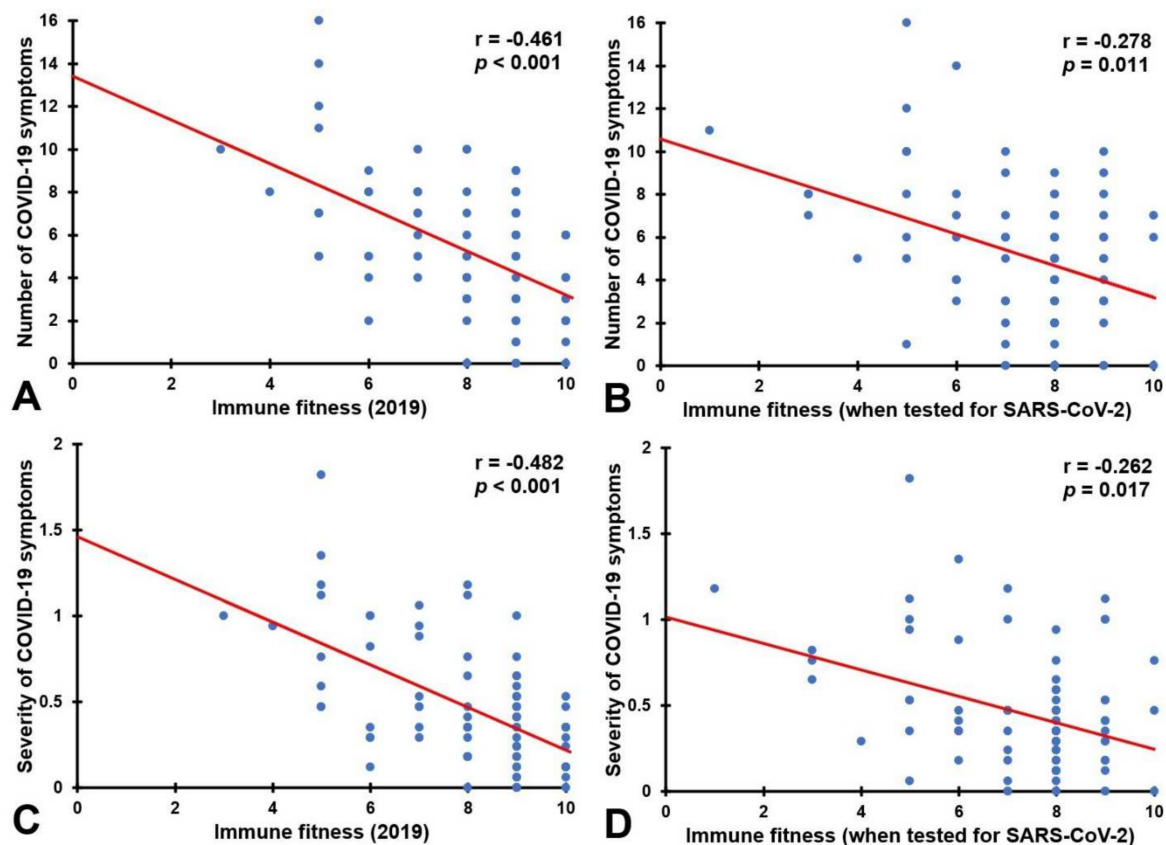 16
14
12
10
8
6
4
2
0
Number of COVID-19 symptoms
r = -0.461
p < 0.001
0 2 4 6 8 10
Immune fitness (2019)
A
16
14
12
10
8
6
4
2
0
Number of COVID-19 symptoms
r = -0.278
p = 0.011
0 2 4 6 8 10
Immune fitness (when tested for SARS-CoV-2)
B
2
1.5
1
0.5
0
Severity of COVID-19 symptoms
r = -0.482
p < 0.001
0 2 4 6 8 10
Immune fitness (2019)
C
2
1.5
1
0.5
0
Severity of COVID-19 symptoms
r = -0.262
p = 0.017
0 2 4 6 8 10
Immune fitness (when tested for SARS-CoV-2)
D